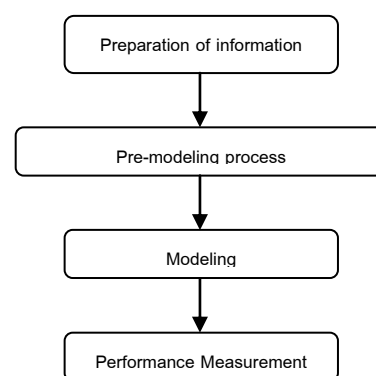 Preparation of information
Pre-modeling process
Modeling
Performance Measurement